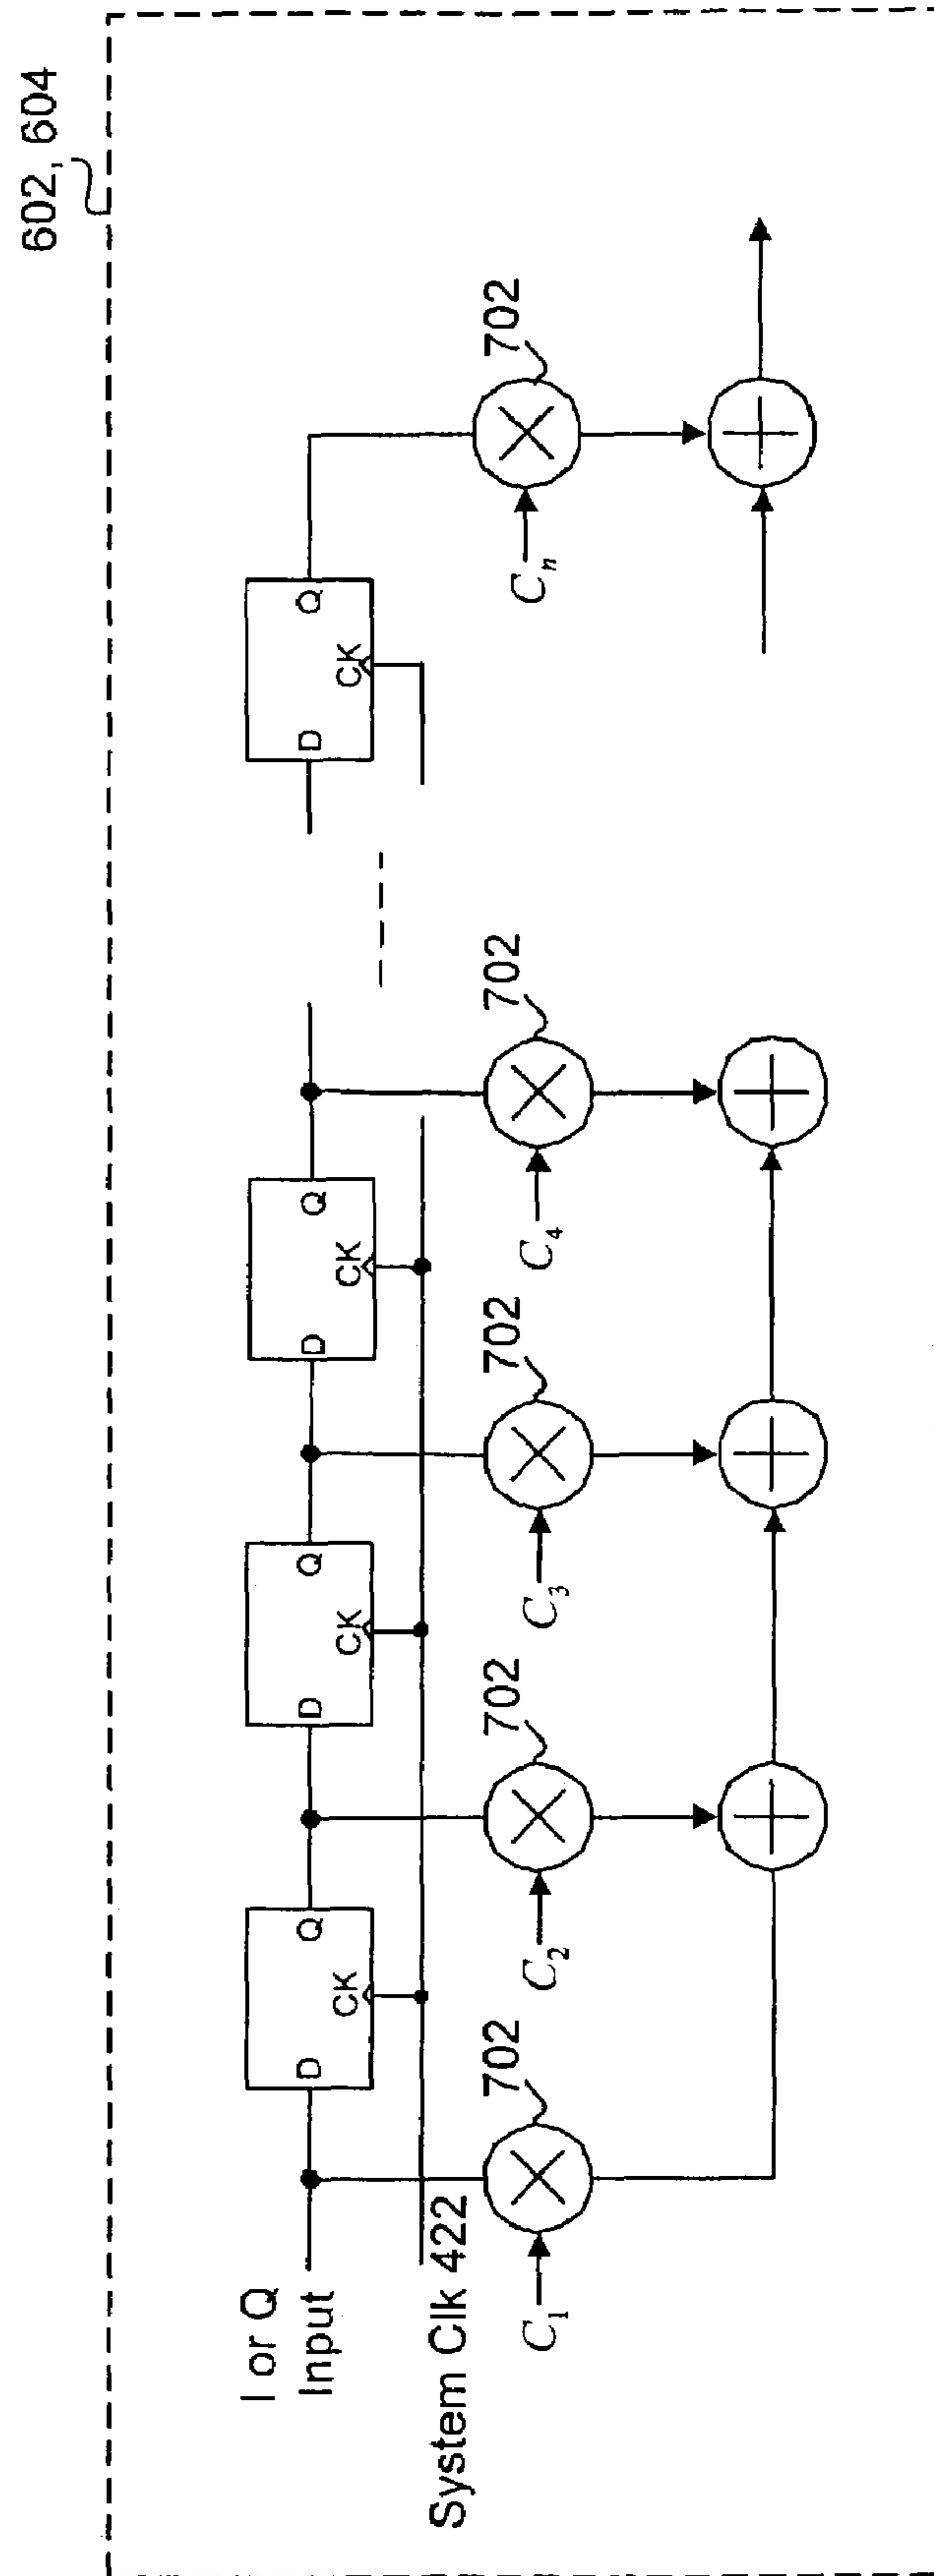 602, 604
I or Q
Input
D Q
CK
D Q
CK
D Q
CK
D Q
CK
System Clk 422
C₁
702
C₂
702
C₃
702
C₄
702
Cₙ
702